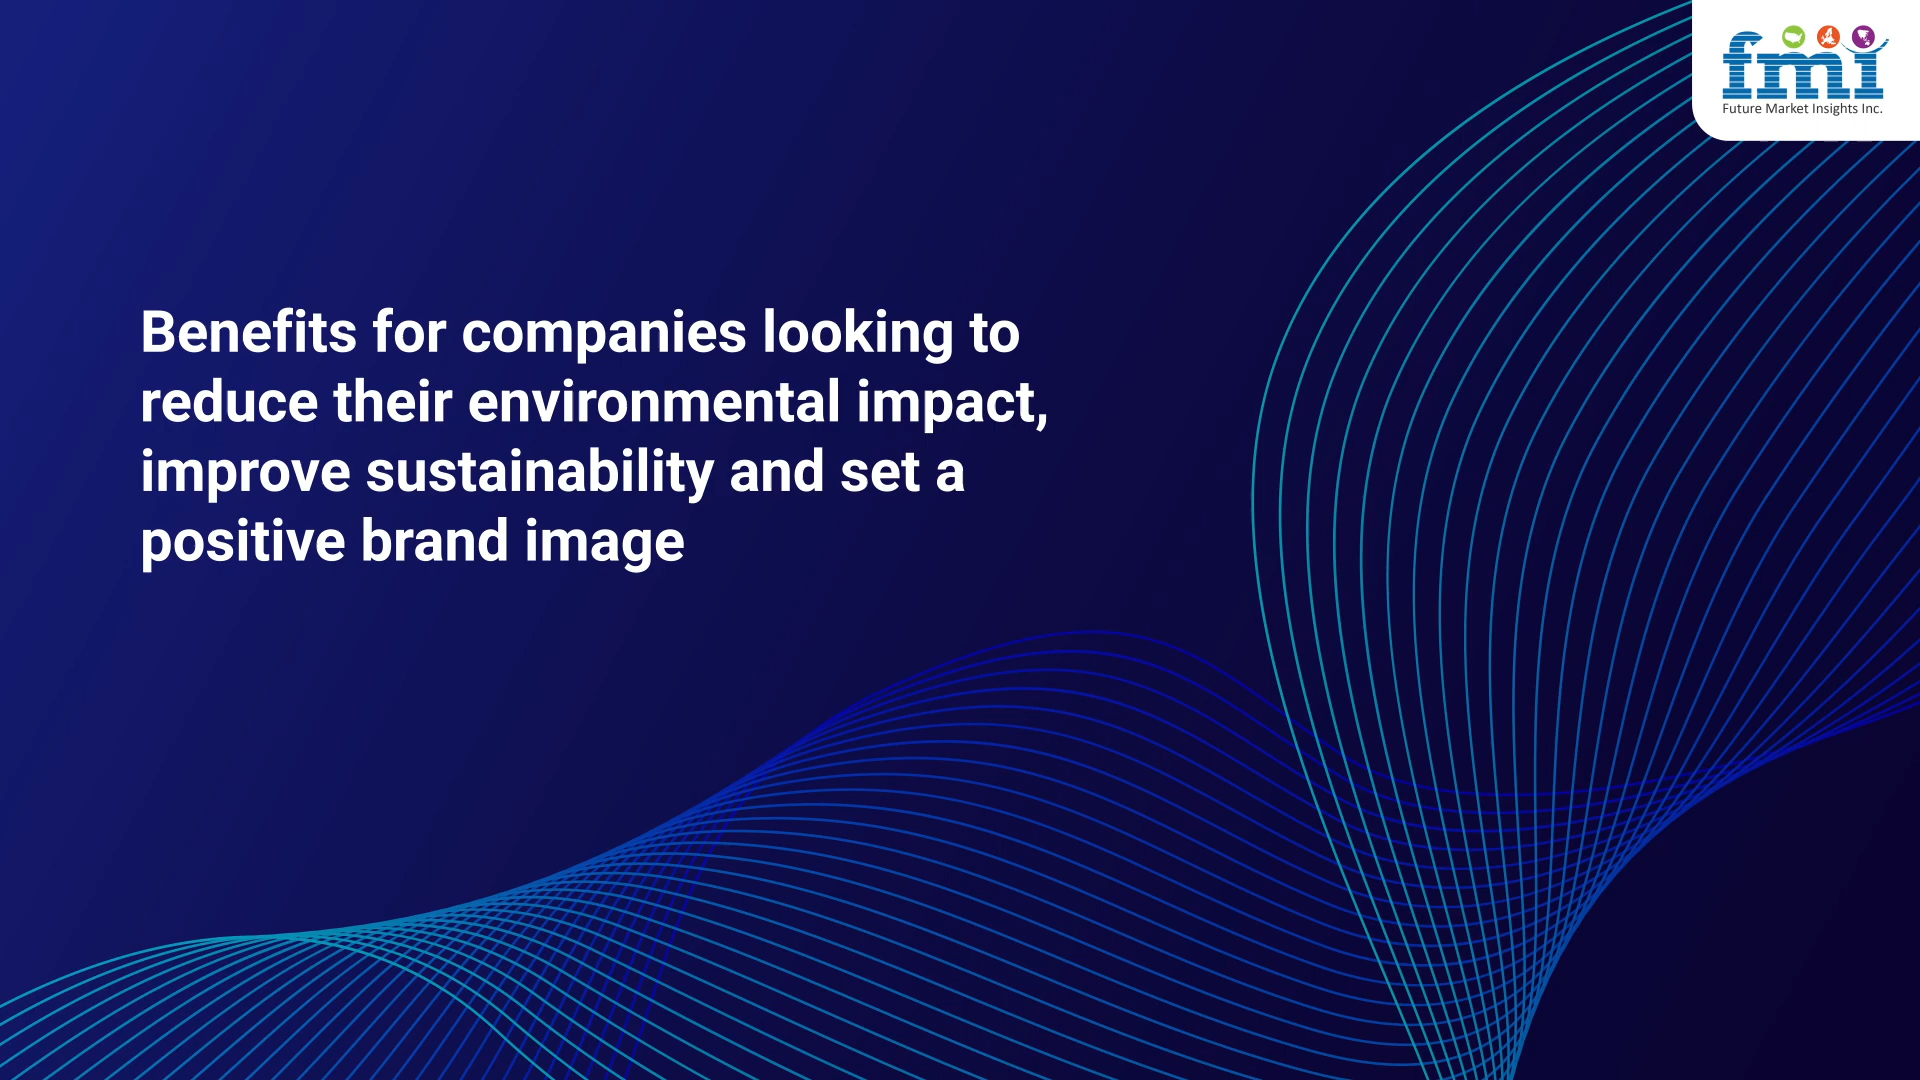 fmi
Future Market Insights Inc.
Benefits for companies looking to
reduce their environmental impact,
improve sustainability and set a
positive brand image